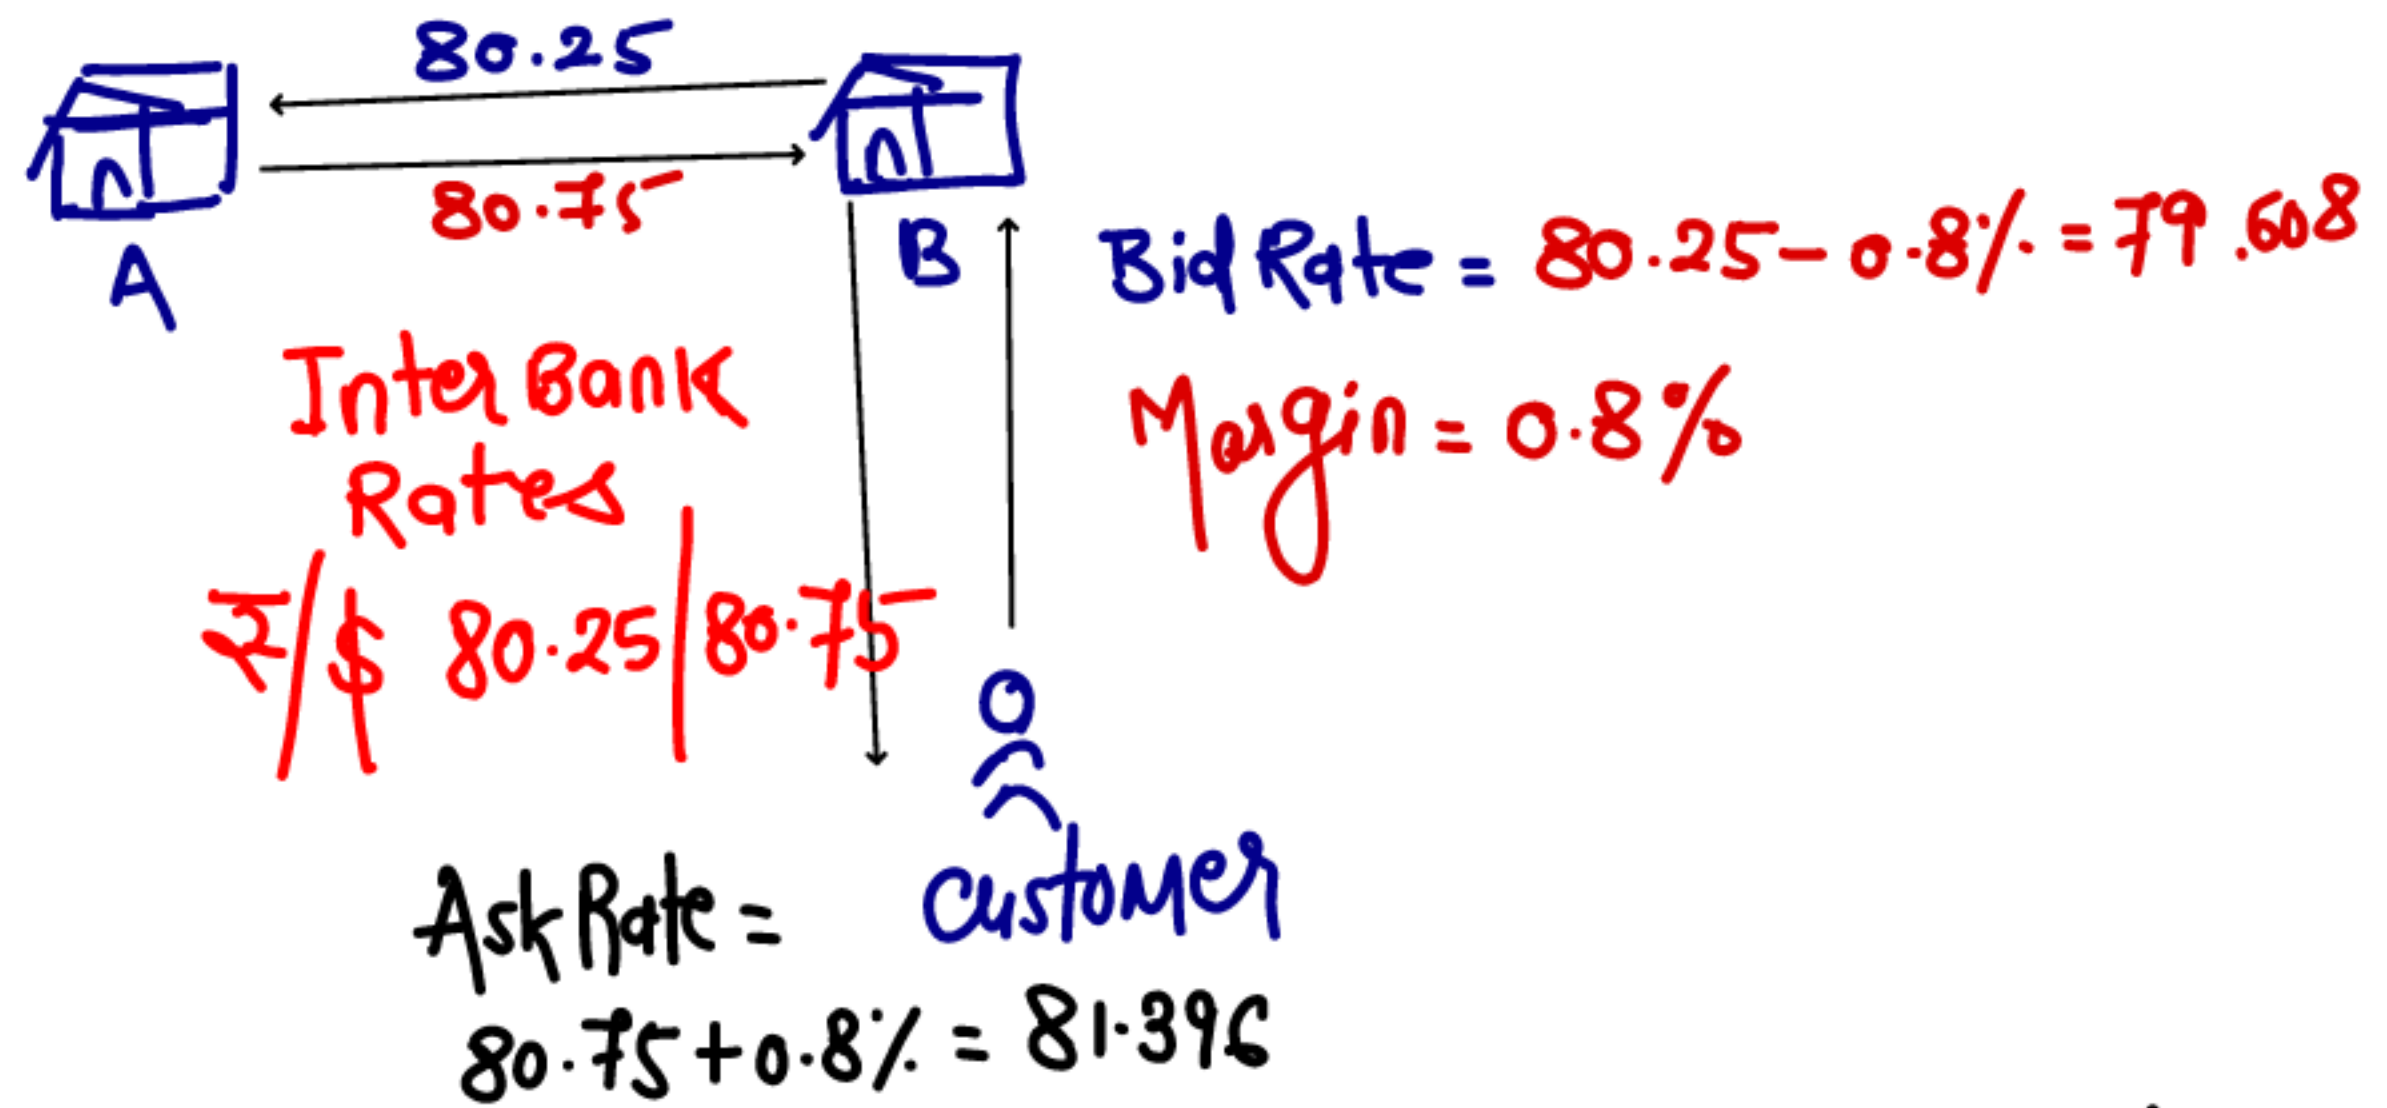 80.25
80.75
A
B
Bid Rate = 80.25 - 0.8% = 79.608
Margin = 0.8%
Inter Bank
Rates
₹/$ 80.25 | 80.75
Customer
Ask Rate =
80.75 + 0.8% = 81.396